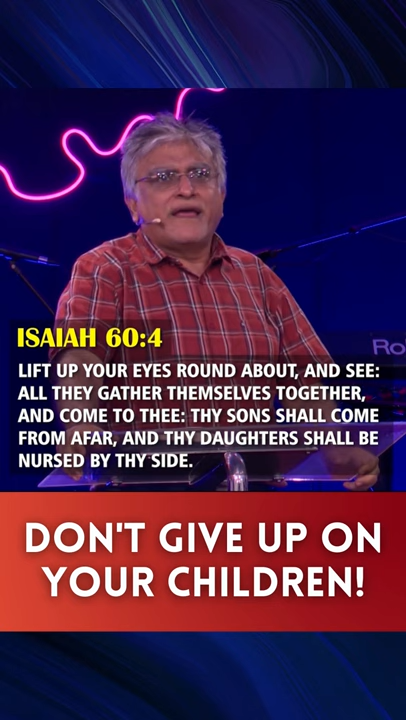 ISAIAH 60:4
LIFT UP YOUR EYES ROUND ABOUT, AND SEE:
ALL THEY GATHER THEMSELVES TOGETHER,
AND COME TO THEE: THY SONS SHALL COME
FROM AFAR, AND THY DAUGHTERS SHALL BE
NURSED BY THY SIDE.
Ro
DON'T GIVE UP ON
YOUR CHILDREN!